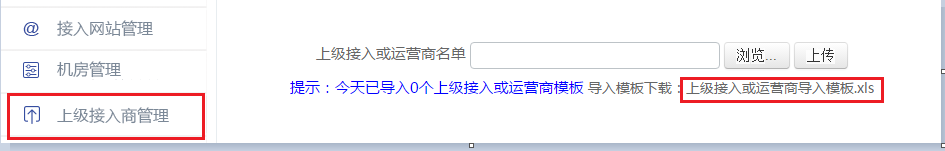 接入网站管理
机房管理
上级接入商管理
上级接入或运营商名单 浏览... 上传
提示：今天已导入0个上级接入或运营商模板 导入模板下载：上级接入或运营商导入模板.xls